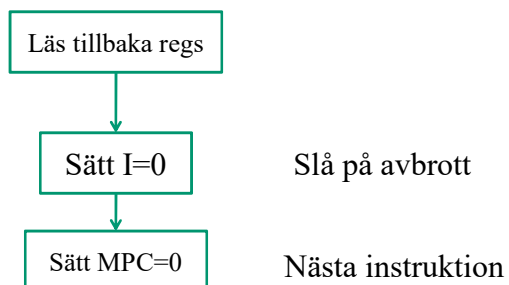 Läs tillbaka regs
Sätt I=0
Slå på avbrott
Sätt MPC=0
Nästa instruktion